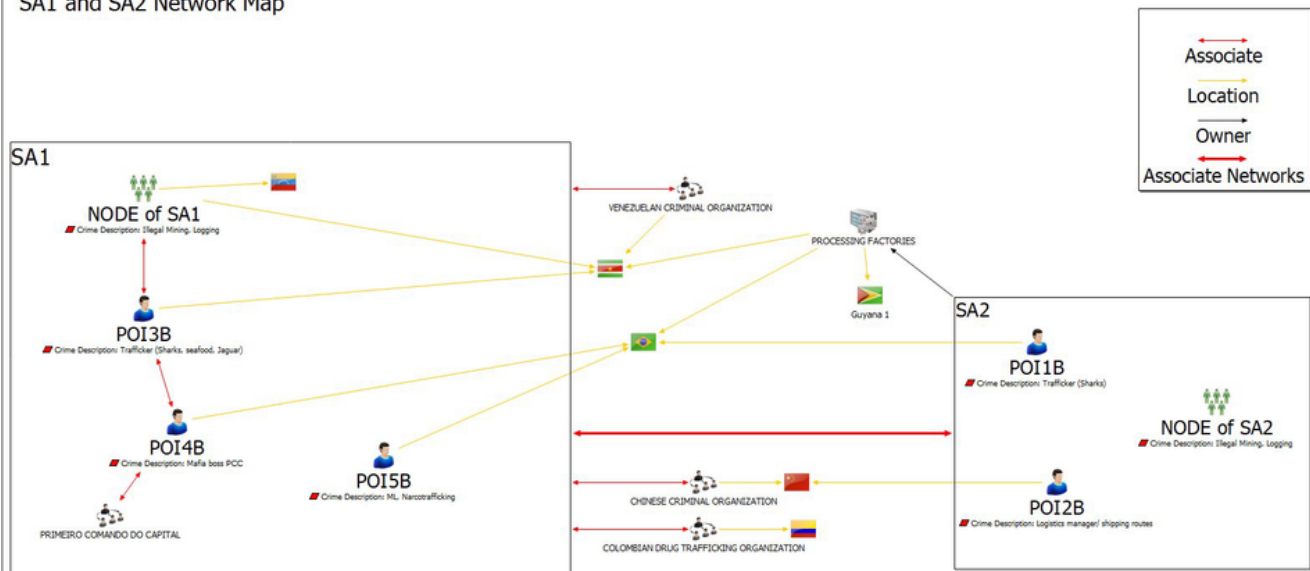 SA1 and SA2 Network Map
Associate
Location
Owner
Associate Networks
SA1
NODE of SA1
Crime Description: Illegal Mining, Logging
POI3B
Crime Description: Trafficker (Sharks, seafood, Jaguar)
POI4B
Crime Description: Mafia boss PCC
PRIMEIRO COMANDO DO CAPITAL
POI5B
Crime Description: ML, Narcotrafficking
VENEZUELAN CRIMINAL ORGANIZATION
PROCESSING FACTORIES
Guyana 1
CHINESE CRIMINAL ORGANIZATION
COLOMBIAN DRUG TRAFFICKING ORGANIZATION
SA2
POI1B
Crime Description: Trafficker (Sharks)
NODE of SA2
Crime Description: Illegal Mining, Logging
POI2B
Crime Description: Logistics manager/ shipping routes